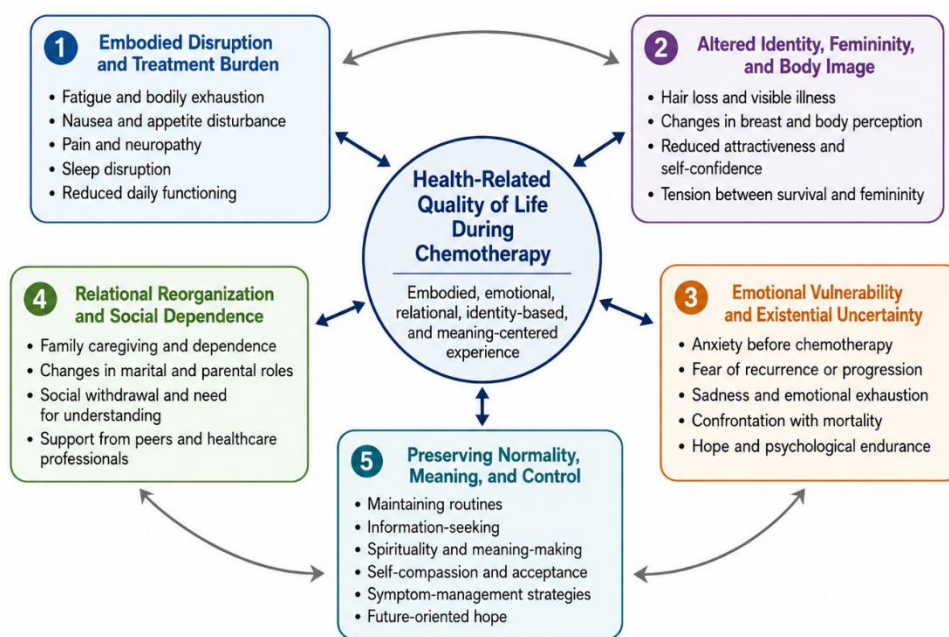 1 Embodied Disruption
and Treatment Burden
• Fatigue and bodily exhaustion
• Nausea and appetite disturbance
• Pain and neuropathy
• Sleep disruption
• Reduced daily functioning
2 Altered Identity, Femininity,
and Body Image
• Hair loss and visible illness
• Changes in breast and body perception
• Reduced attractiveness and
self-confidence
• Tension between survival and femininity
Health-Related
Quality of Life
During
Chemotherapy
Embodied, emotional,
relational, identity-based,
and meaning-centered
experience
3 Emotional Vulnerability
and Existential Uncertainty
• Anxiety before chemotherapy
• Fear of recurrence or progression
• Sadness and emotional exhaustion
• Confrontation with mortality
• Hope and psychological endurance
4 Relational Reorganization
and Social Dependence
• Family caregiving and dependence
• Changes in marital and parental roles
• Social withdrawal and need
for understanding
• Support from peers and healthcare
professionals
5 Preserving Normality,
Meaning, and Control
• Maintaining routines
• Information-seeking
• Spirituality and meaning-making
• Self-compassion and acceptance
• Symptom-management strategies
• Future-oriented hope